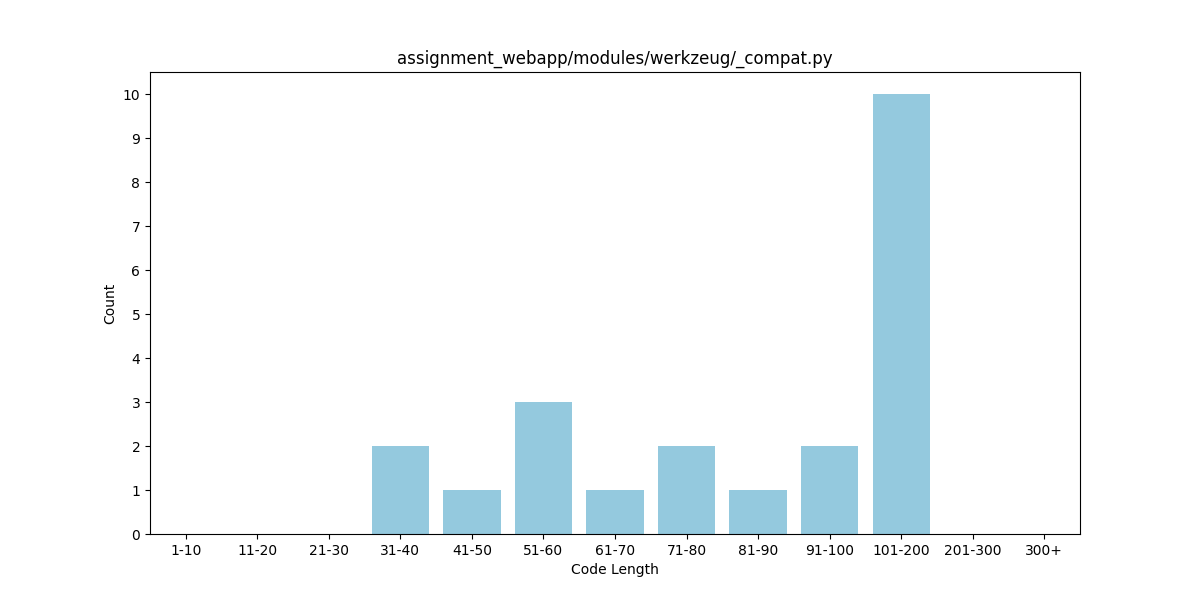 assignment_webapp/modules/werkzeug/_compat.py
10
9
8
7
6
5
4
3
2
1
0
Count
1-10 11-20 21-30 31-40 41-50 51-60 61-70 71-80 81-90 91-100 101-200 201-300 300+
Code Length